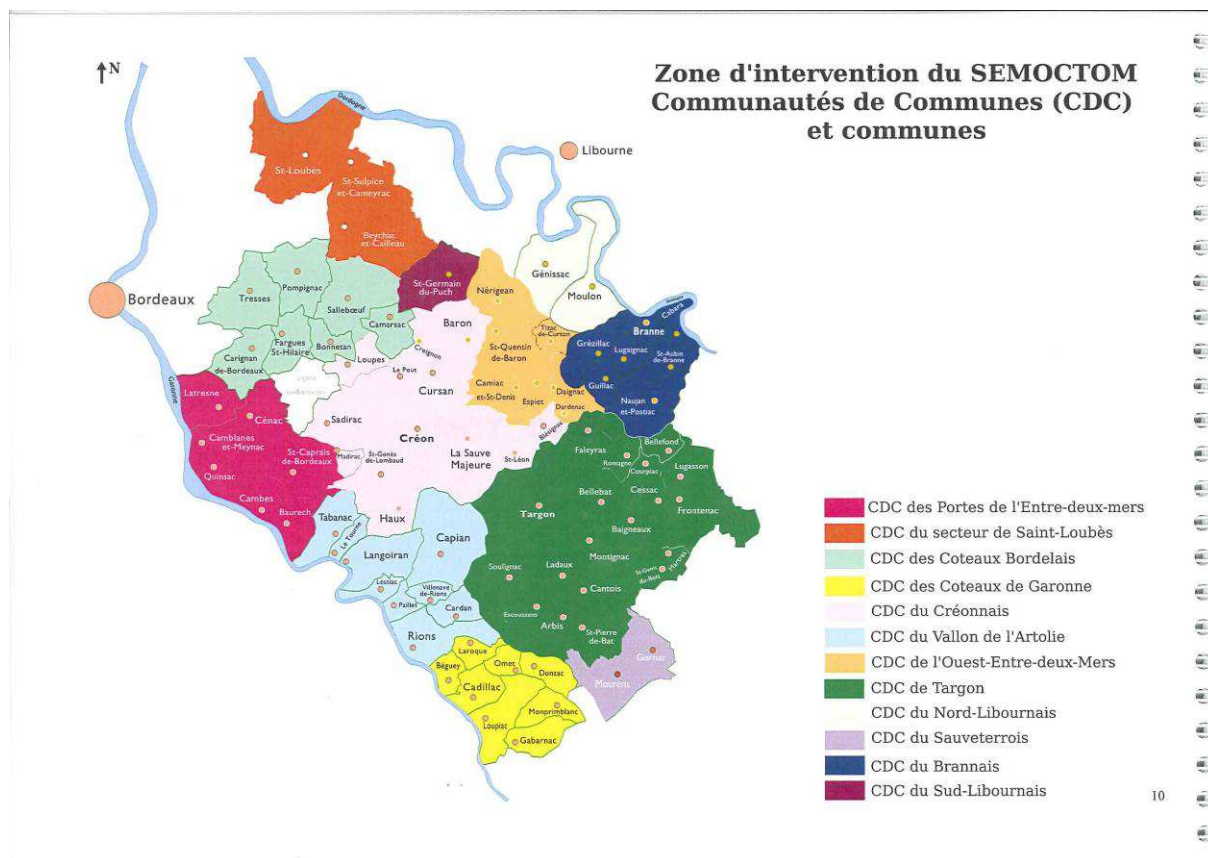 Zone d'intervention du SEMOCTOM
Communautés de Communes (CDC)
et communes
N
Dordogne
Libourne
St-Loubès
St-Sulpice
et-Cameyrac
Beychac
et-Cailleau
Bordeaux
Garonne
Génissac
Moulon
St-Germain
du-Puch
Nérigean
Pompignac
Tresses
Sallebœuf
Camarsac
Fargues
St-Hilaire
Bonnetan
Carignan
de-Bordeaux
Loupes
Baron
Creignon
Le Pout
Cursan
Tizac
de-Curton
St-Quentin
de-Baron
Camiac
et-St-Denis
Espiet
Daignac
Dardenac
Branne
Cabara
Grézillac
Lugaignac
St-Aubin
de-Branne
Guillac
Naujan
et-Postiac
Latresne
Cénac
Camblanes
et-Meynac
St-Caprais
de-Bordeaux
Quinsac
Cambes
Baurech
Sadirac
Créon
Madirac
St-Genès
de-Lombaud
La Sauve
Majeure
St-Léon
Blésignac
Haux
Faleyras
Bellefond
Romagne
Courpiac
Lugasson
Cessac
Frontenac
Bellebat
Targon
Baigneaux
Montignac
Soulignac
Ladaux
Cantois
St-Genis
du-Bois
Martres
Escoussans
Arbis
St-Pierre
de-Bat
Tabanac
Le Tourne
Langoiran
Capian
Lestiac
Villenave
de-Rions
Paillet
Cardan
Rions
Laroque
Béguey
Omet
Donzac
Cadillac
Monprimblanc
Loupiac
Gabarnac
Gornac
Mourens
CDC des Portes de l'Entre-deux-mers
CDC du secteur de Saint-Loubès
CDC des Coteaux Bordelais
CDC des Coteaux de Garonne
CDC du Créonnais
CDC du Vallon de l'Artolie
CDC de l'Ouest-Entre-deux-Mers
CDC de Targon
CDC du Nord-Libournais
CDC du Sauveterrois
CDC du Brannais
CDC du Sud-Libournais
10